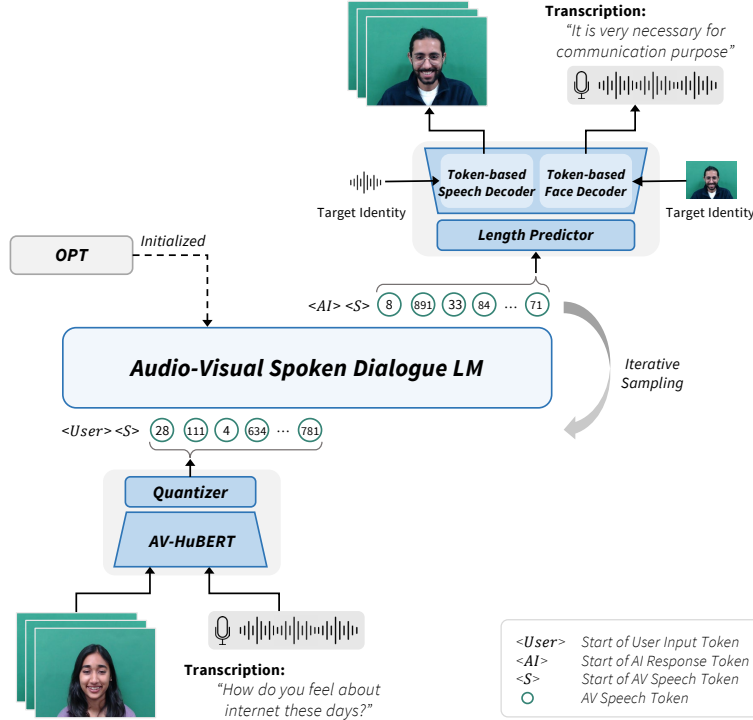 Transcription:
“It is very necessary for
communication purpose”
Token-based
Speech Decoder
Token-based
Face Decoder
Target Identity
Target Identity
Length Predictor
OPT
Initialized
<AI> <S> 8 891 33 84 ... 71
Audio-Visual Spoken Dialogue LM
Iterative
Sampling
<User><S> 28 111 4 634 ... 781
Quantizer
AV-HuBERT
Transcription:
“How do you feel about
internet these days?”
<User> Start of User Input Token
<AI> Start of AI Response Token
<S> Start of AV Speech Token
AV Speech Token